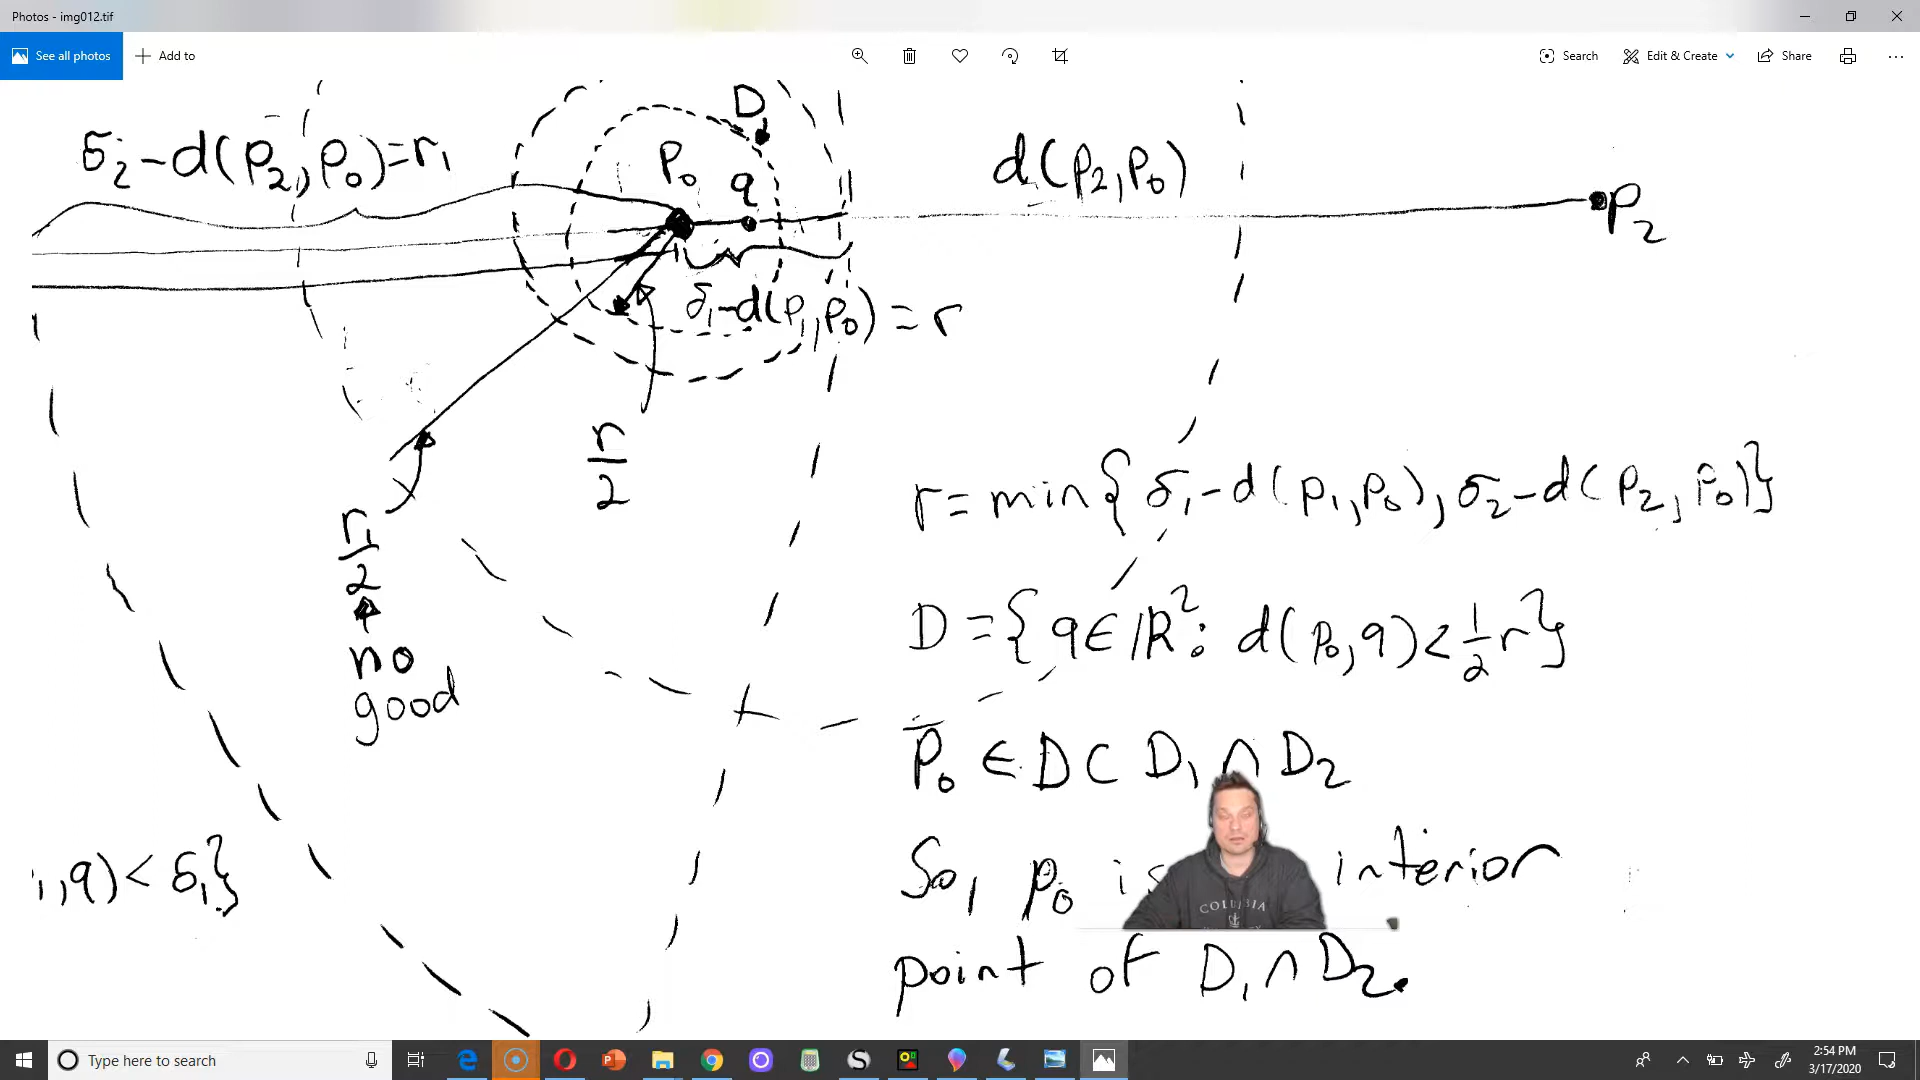 Photos - img012.tif
See all photos
Add to
Search
Edit & Create
Share
D
δ₂-d(p₂,p₀)=r₁
p₀
q
d(p₂,p₀)
p₂
δ₁-d(p₁,p₀)=r
r/2
r₁/2
no
good
r=min{δ₁-d(p₁,p₀),δ₂-d(p₂,p₀)}
D={q∈ℝ²: d(p₀,q)<½r}
p₀ ∈ D ⊂ D₁ ∩ D₂
,q)<δ₁}
So, p₀ is interior
COLUMBIA
point of D₁∩D₂.
Type here to search
2:54 PM
3/17/2020